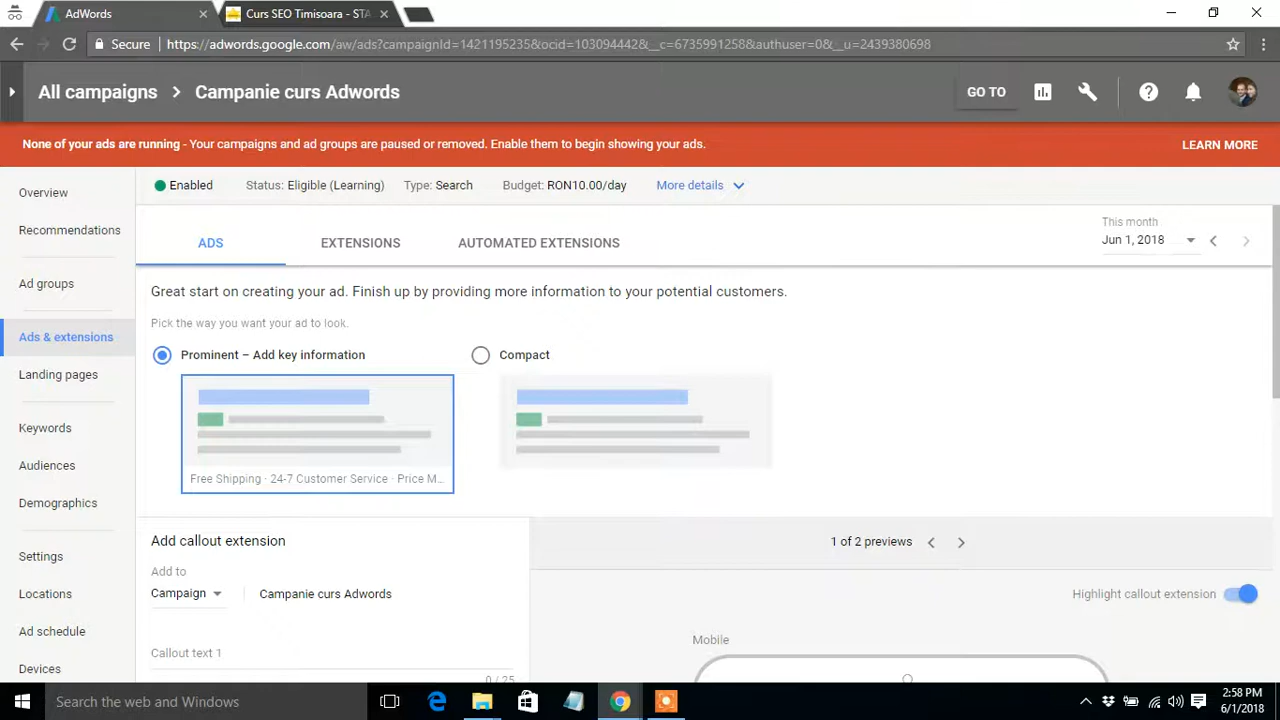 AdWords
Curs SEO Timisoara - STA
Secure
https://adwords.google.com/aw/ads?campaignId=1421195235&ocid=103094442&__c=6735991258&authuser=0&__u=2439380698
All campaigns > Campanie curs Adwords
GO TO
None of your ads are running - Your campaigns and ad groups are paused or removed. Enable them to begin showing your ads.
LEARN MORE
Overview
Recommendations
Ad groups
Ads & extensions
Landing pages
Keywords
Audiences
Demographics
Settings
Locations
Ad schedule
Devices
Enabled
Status: Eligible (Learning)
Type: Search
Budget: RON10.00/day
More details
ADS
EXTENSIONS
AUTOMATED EXTENSIONS
This month
Jun 1, 2018
Great start on creating your ad. Finish up by providing more information to your potential customers.
Pick the way you want your ad to look.
Prominent – Add key information
Compact
Free Shipping · 24-7 Customer Service · Price M...
Add callout extension
Add to
Campaign
Campanie curs Adwords
Callout text 1
0 / 25
1 of 2 previews
Highlight callout extension
Mobile
Search the web and Windows
2:58 PM
6/1/2018